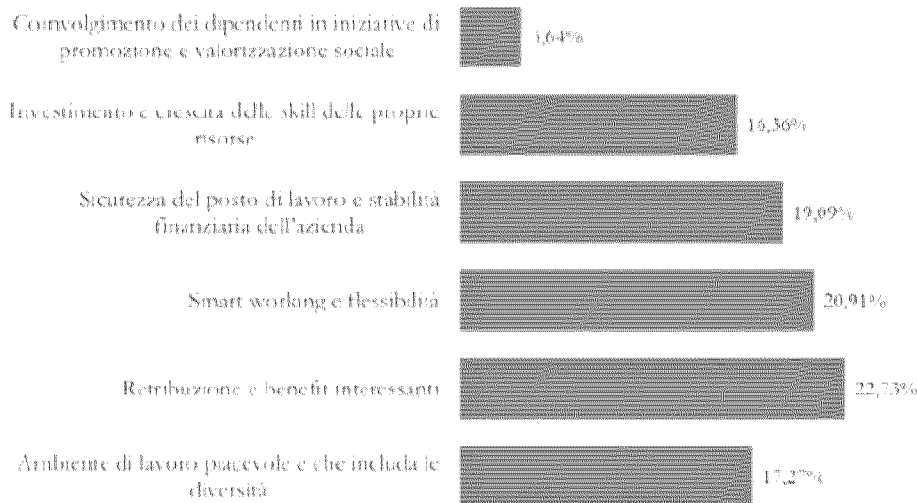 Coinvolgimento dei dipendenti in iniziative di
promozione e valorizzazione sociale
3,64%
Investimento e crescita delle skill delle proprie
risorse
16,36%
Sicurezza del posto di lavoro e stabilità
finanziaria dell'azienda
19,09%
Smart working e flessibilità
20,91%
Retribuzione e benefit interessanti
22,73%
Ambiente di lavoro piacevole e che includa le
diversità
17,27%